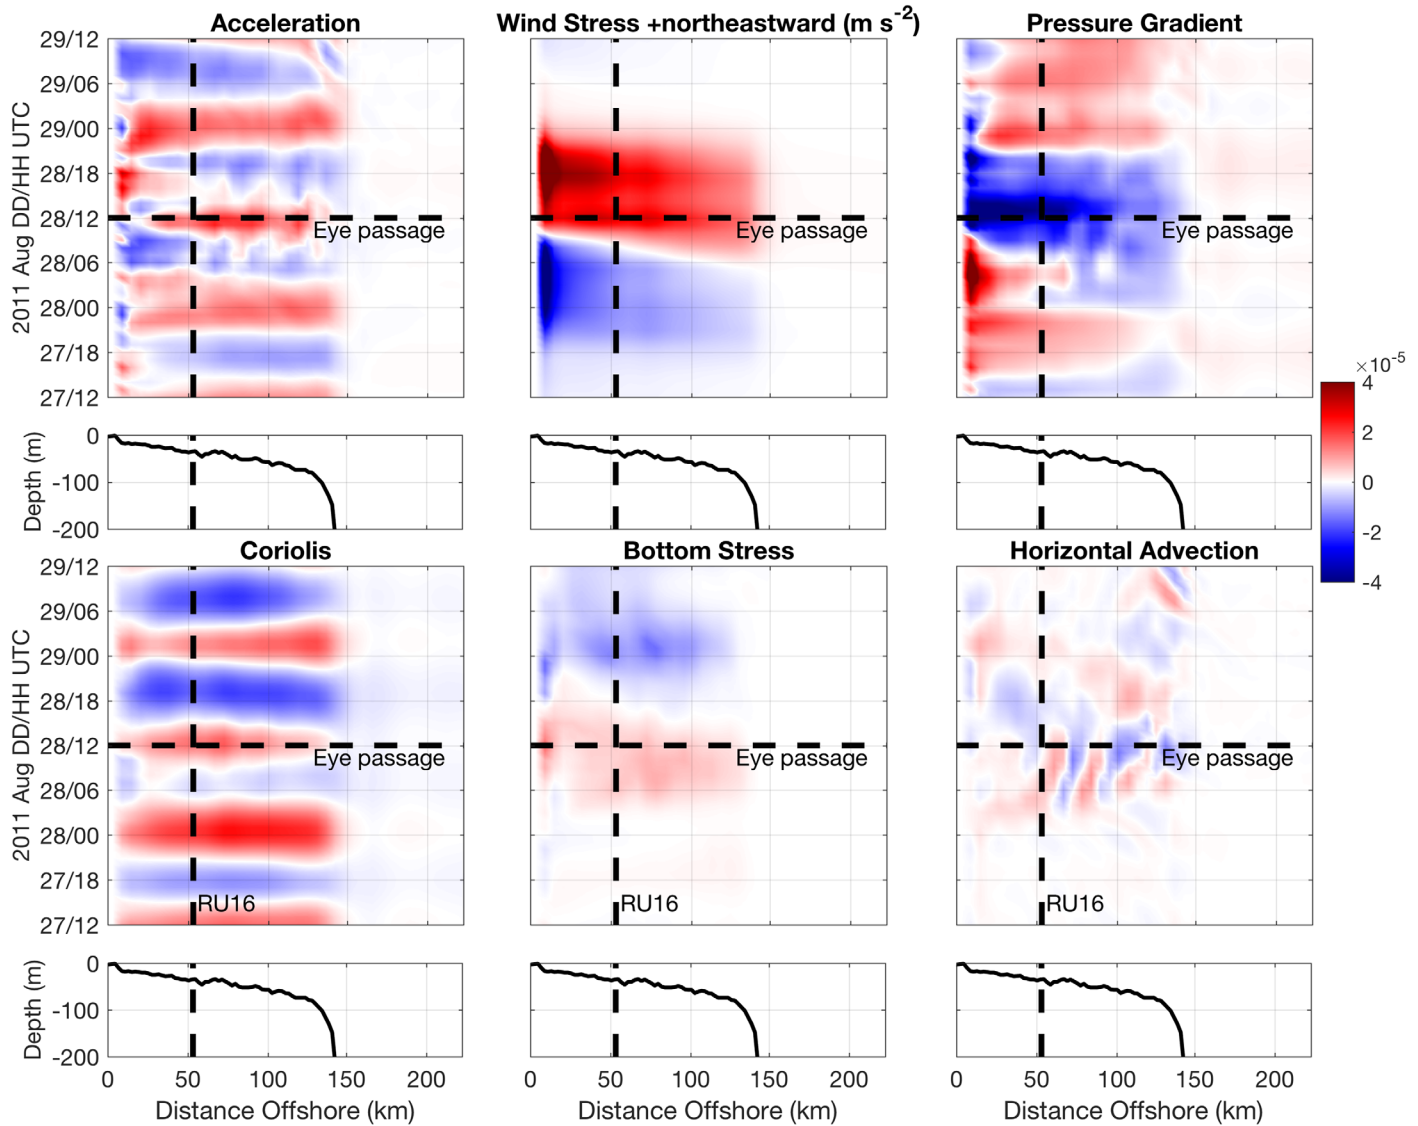 Acceleration
Wind Stress +northeastward (m s-2)
Pressure Gradient
2011 Aug DD/HH UTC
29/12
29/06
29/00
28/18
28/12
28/06
28/00
27/18
27/12
Eye passage
Eye passage
Eye passage
×10-5
4
2
0
-2
-4
Depth (m)
0
-100
-200
Coriolis
Bottom Stress
Horizontal Advection
2011 Aug DD/HH UTC
29/12
29/06
29/00
28/18
28/12
28/06
28/00
27/18
27/12
Eye passage
Eye passage
Eye passage
RU16
RU16
RU16
Depth (m)
0
-100
-200
0 50 100 150 200
0 50 100 150 200
0 50 100 150 200
Distance Offshore (km)
Distance Offshore (km)
Distance Offshore (km)